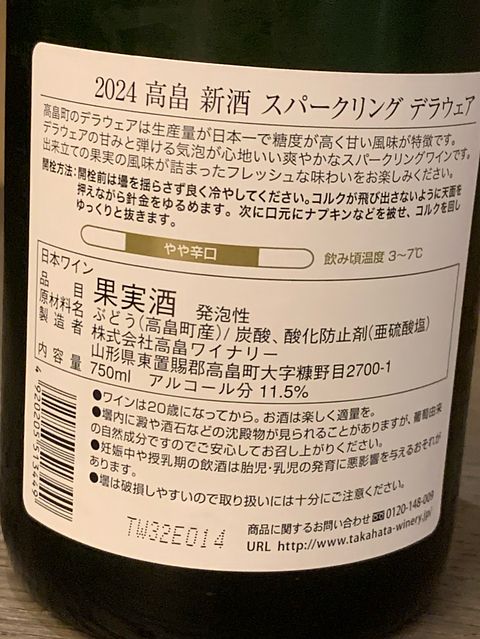 2024 高畠 新酒 スパークリング デラウェア
高畠町のデラウェアは生産量が日本一で糖度が高く甘い風味が特徴です。
デラウェアの甘みと弾ける気泡が心地いい爽やかなスパークリングワインです。
出来立ての果実の風味が詰まったフレッシュな味わいをお楽しみください。
開栓方法:開栓前は壜を揺らさず良く冷やしてください。コルクが飛び出さないように天面を
押えながら針金をゆるめます。次に口元にナプキンなどを被せ、コルクを回し
ゆっくりと抜きます。
やや辛口
飲み頃温度 3~7℃
日本ワイン
品目 果実酒 発泡性
原材料名 ぶどう(高畠町産)/ 炭酸、酸化防止剤(亜硫酸塩)
製造者 株式会社高畠ワイナリー
山形県東置賜郡高畠町大字糠野目2700-1
内容量 750ml アルコール分 11.5%
●ワインは20歳になってから。お酒は楽しく適量を。
●壜内に澱や酒石などの沈殿物が見られることがありますが、葡萄由来
の自然成分ですのでご安心してお召し上がりください。
●妊娠中や授乳期の飲酒は胎児・乳児の発育に悪影響を与えるおそれが
あります。
●壜は破損しやすいので取り扱いには十分にご注意ください。
4920205513449
TW32E014
商品に関するお問い合わせ 0120-148-009
URL http://www.takahata-winery.jp/